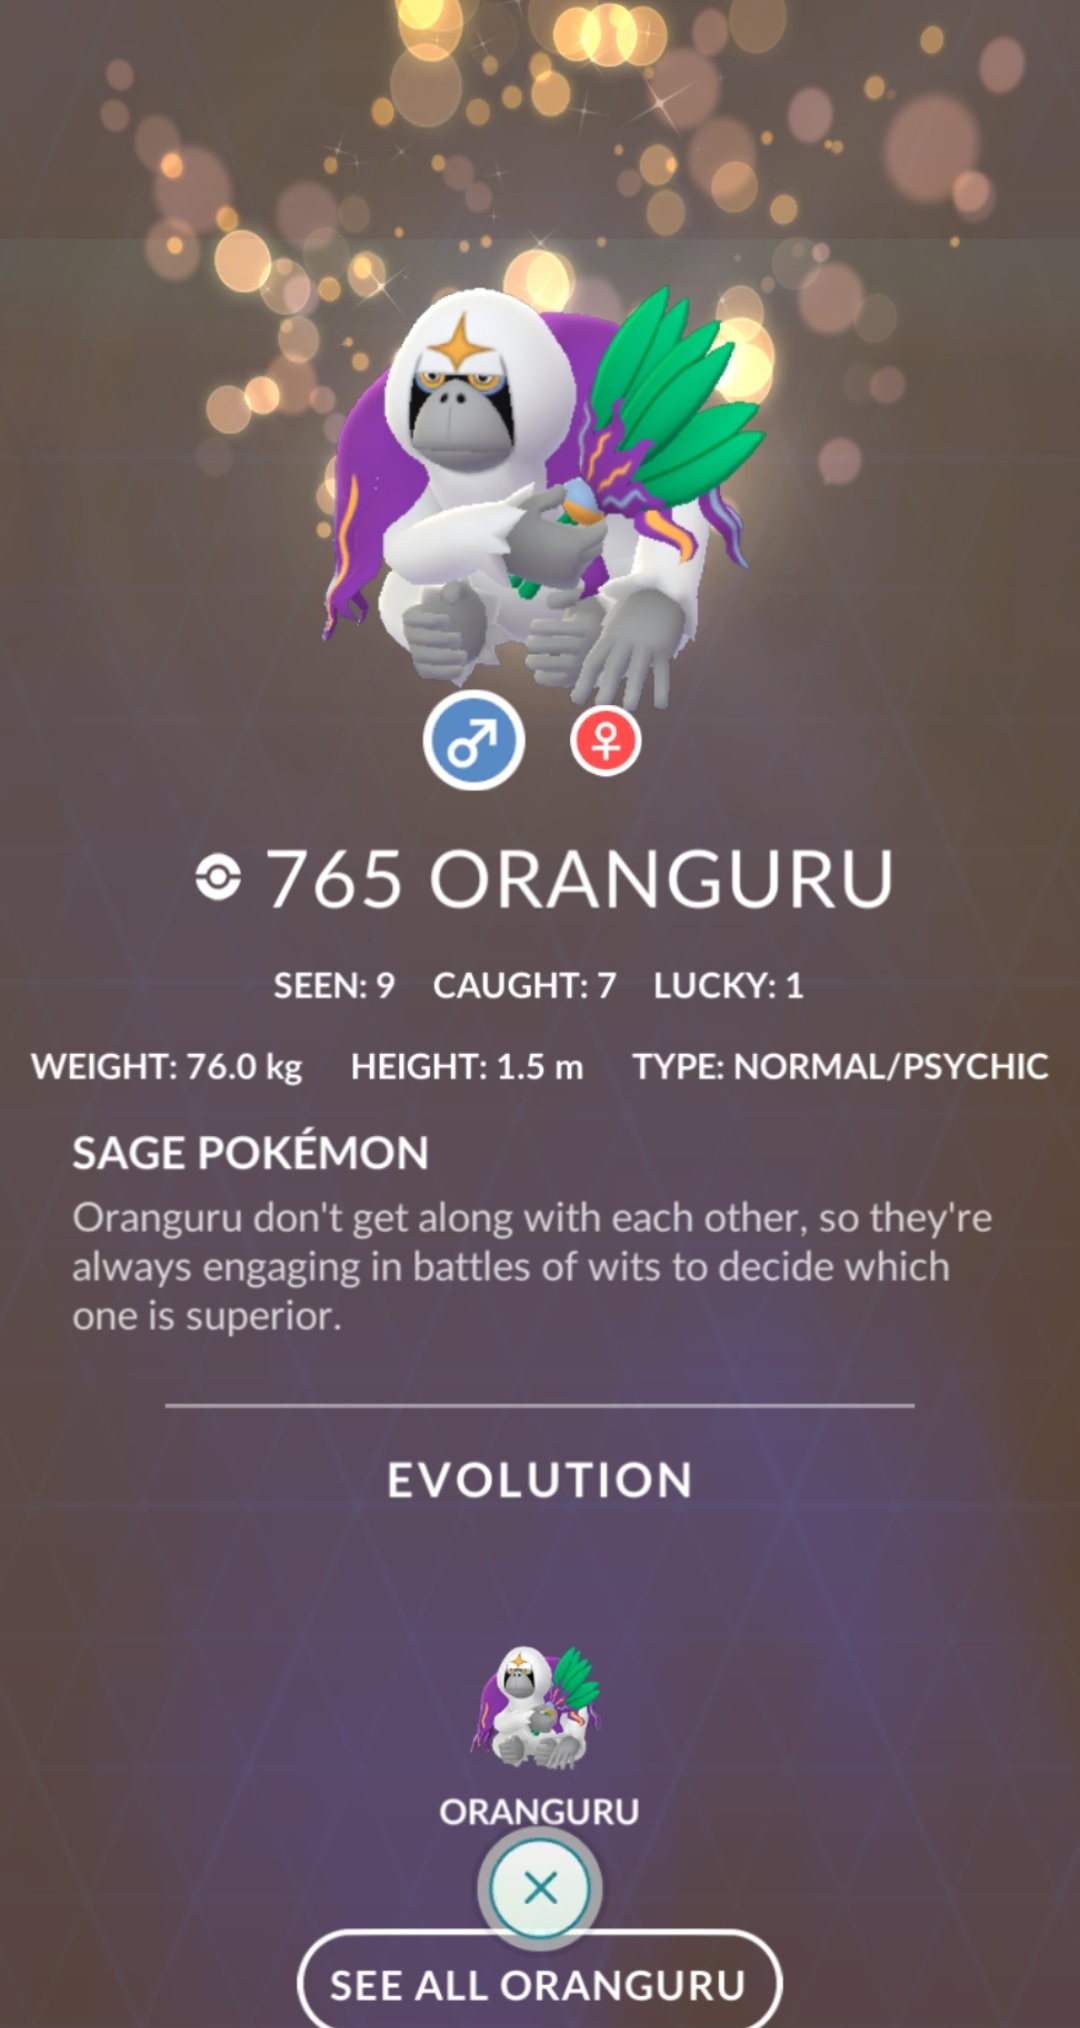 765 ORANGURU
SEEN: 9 CAUGHT: 7 LUCKY: 1
WEIGHT: 76.0 kg HEIGHT: 1.5 m TYPE: NORMAL/PSYCHIC
SAGE POKÉMON
Oranguru don't get along with each other, so they're
always engaging in battles of wits to decide which
one is superior.
EVOLUTION
ORANGURU
SEE ALL ORANGURU